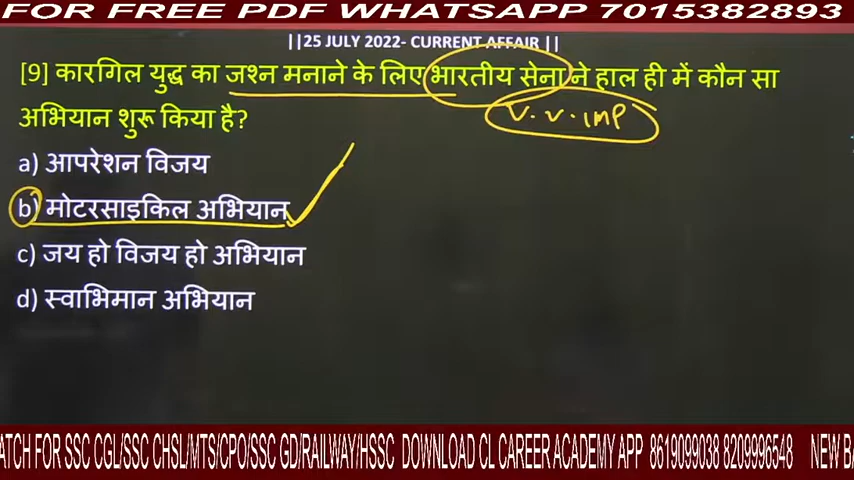 FOR FREE PDF WHATSAPP 7015382893
||25 JULY 2022- CURRENT AFFAIR ||
[9] कारगिल युद्ध का जश्न मनाने के लिए भारतीय सेना ने हाल ही में कौन सा
अभियान शुरू किया है?
V. V. IMP
a) आपरेशन विजय
b) मोटरसाइकिल अभियान
c) जय हो विजय हो अभियान
d) स्वाभिमान अभियान
ATCH FOR SSC CGL/SSC CHSL/MTS/CPO/SSC GD/RAILWAY/HSSC DOWNLOAD CL CAREER ACADEMY APP 8619099038 8209996548 NEW BA